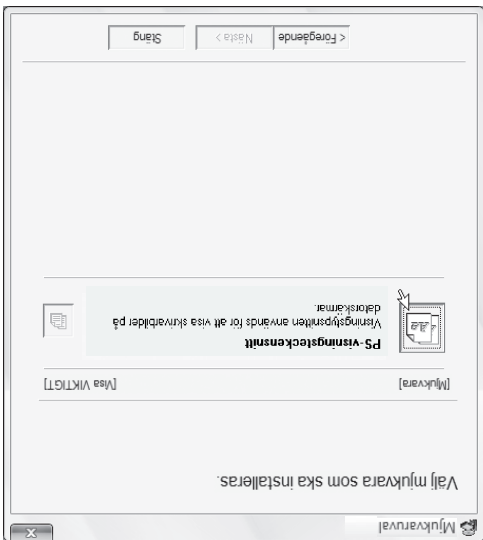 Mjukvaruval
Välj mjukvara som ska installeras.
[Mjukvara] [Visa VIKTIGT]
PS-visningsteckensnitt
Visningstypsnitten används för att visa skrivarbilder på
datorskärmar.
< Föregående Nästa > Stäng